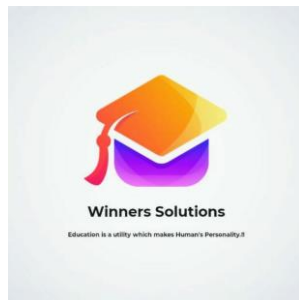 Winners Solutions
Education is a utility which makes Human's Personality.!!